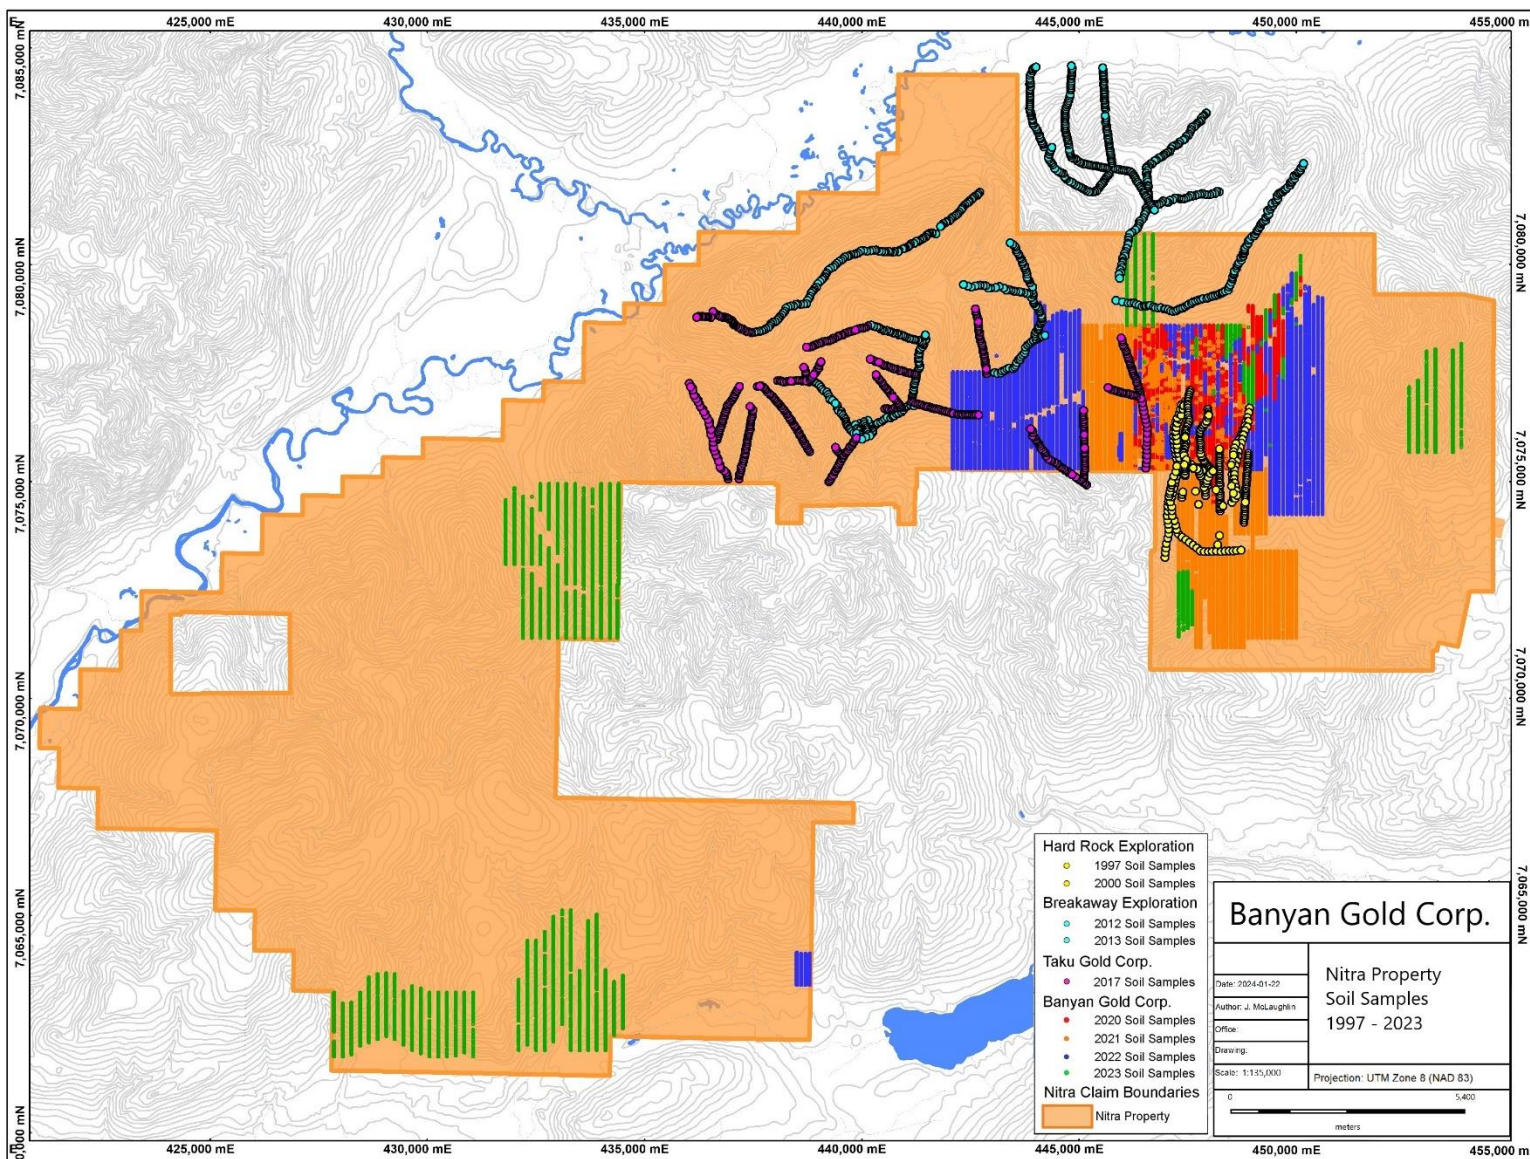 425,000 mE 430,000 mE 435,000 mE 440,000 mE 445,000 mE 450,000 mE 455,000 m
7,085,000 mN
7,080,000 mN
7,075,000 mN
7,070,000 mN
7,065,000 mN
7,080,000 mN
7,075,000 mN
7,070,000 mN
7,065,000 mN
Hard Rock Exploration
1997 Soil Samples
2000 Soil Samples
Breakaway Exploration
2012 Soil Samples
2013 Soil Samples
Taku Gold Corp.
2017 Soil Samples
Banyan Gold Corp.
2020 Soil Samples
2021 Soil Samples
2022 Soil Samples
2023 Soil Samples
Nitra Claim Boundaries
Nitra Property
Banyan Gold Corp.
Date: 2024-01-22
Author: J. McLaughlin
Office:
Drawing:
Scale: 1:135,000
Nitra Property
Soil Samples
1997 - 2023
Projection: UTM Zone 8 (NAD 83)
0 5,400
meters
425,000 mE 430,000 mE 435,000 mE 440,000 mE 445,000 mE 450,000 mE 455,000 m